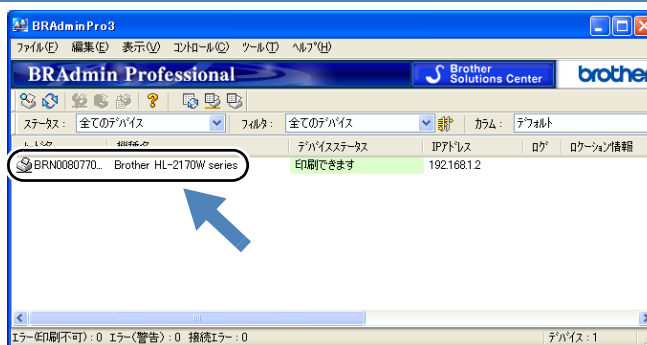 BRAdminPro3
ファイル(F) 編集(E) 表示(V) コントロール(C) ツール(T) ヘルプ(H)
BRAdmin Professional Brother Solutions Center brother
ステータス: 全てのデバイス フィルタ: 全てのデバイス カラム: デフォルト
デバイスステータス IPアドレス ログ ロケーション情報
BRN0080770... Brother HL-2170W series 印刷できます 192.168.1.2
エラー(印刷不可): 0 エラー(警告): 0 接続エラー: 0 デバイス: 1